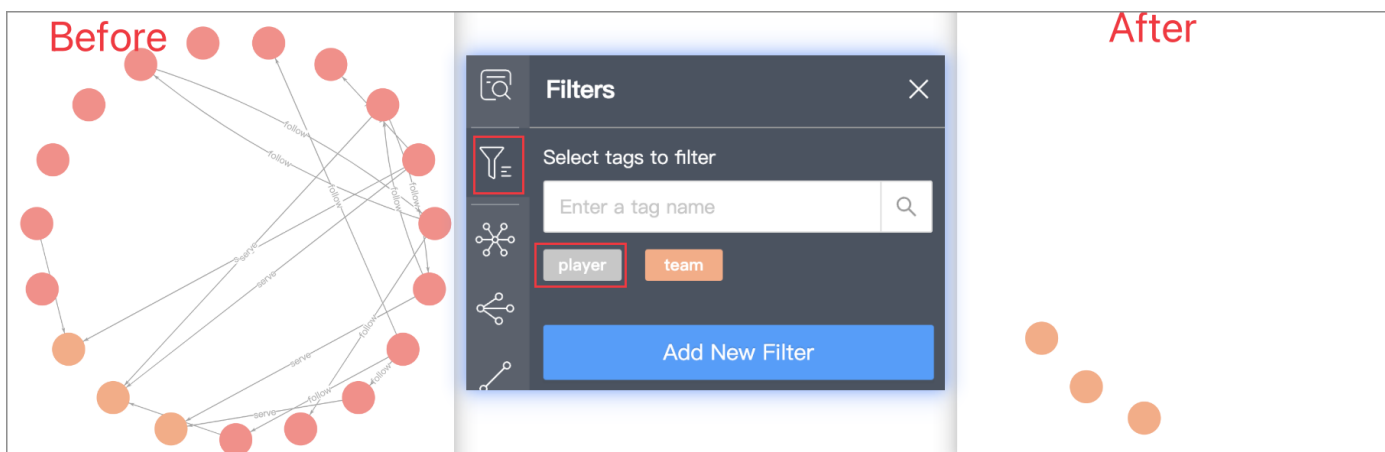 Before
follow
follow
follow
follow
follow
serve
serve
serve
follow
serve
follow
follow
serve
Filters
Select tags to filter
Enter a tag name
player
team
Add New Filter
After